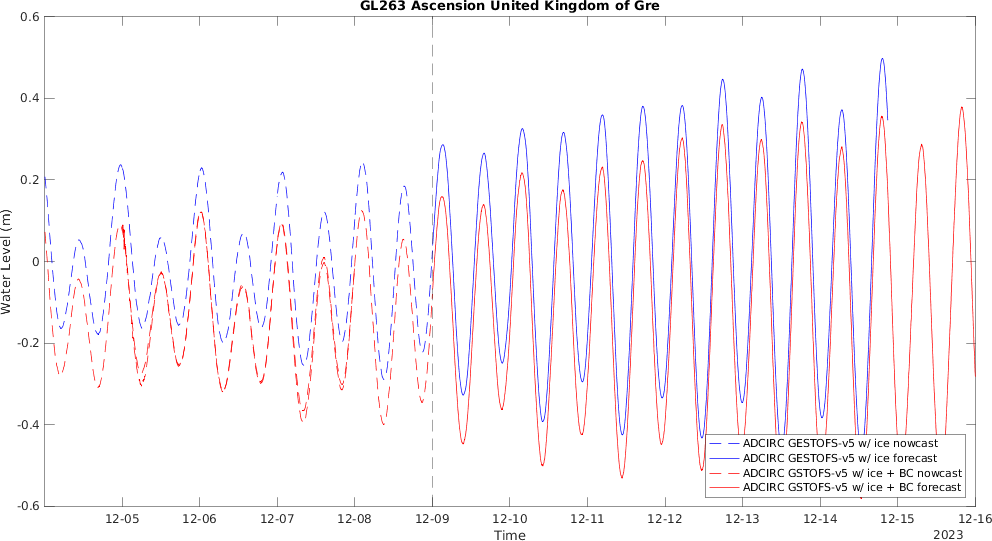 GL263 Ascension United Kingdom of Gre
Water Level (m)
0.6
0.4
0.2
0
-0.2
-0.4
-0.6
ADCIRC GESTOFS-v5 w/ ice nowcast
ADCIRC GESTOFS-v5 w/ ice forecast
ADCIRC GSTOFS-v5 w/ ice + BC nowcast
ADCIRC GSTOFS-v5 w/ ice + BC forecast
12-05 12-06 12-07 12-08 12-09 12-10 12-11 12-12 12-13 12-14 12-15 12-16
Time
2023